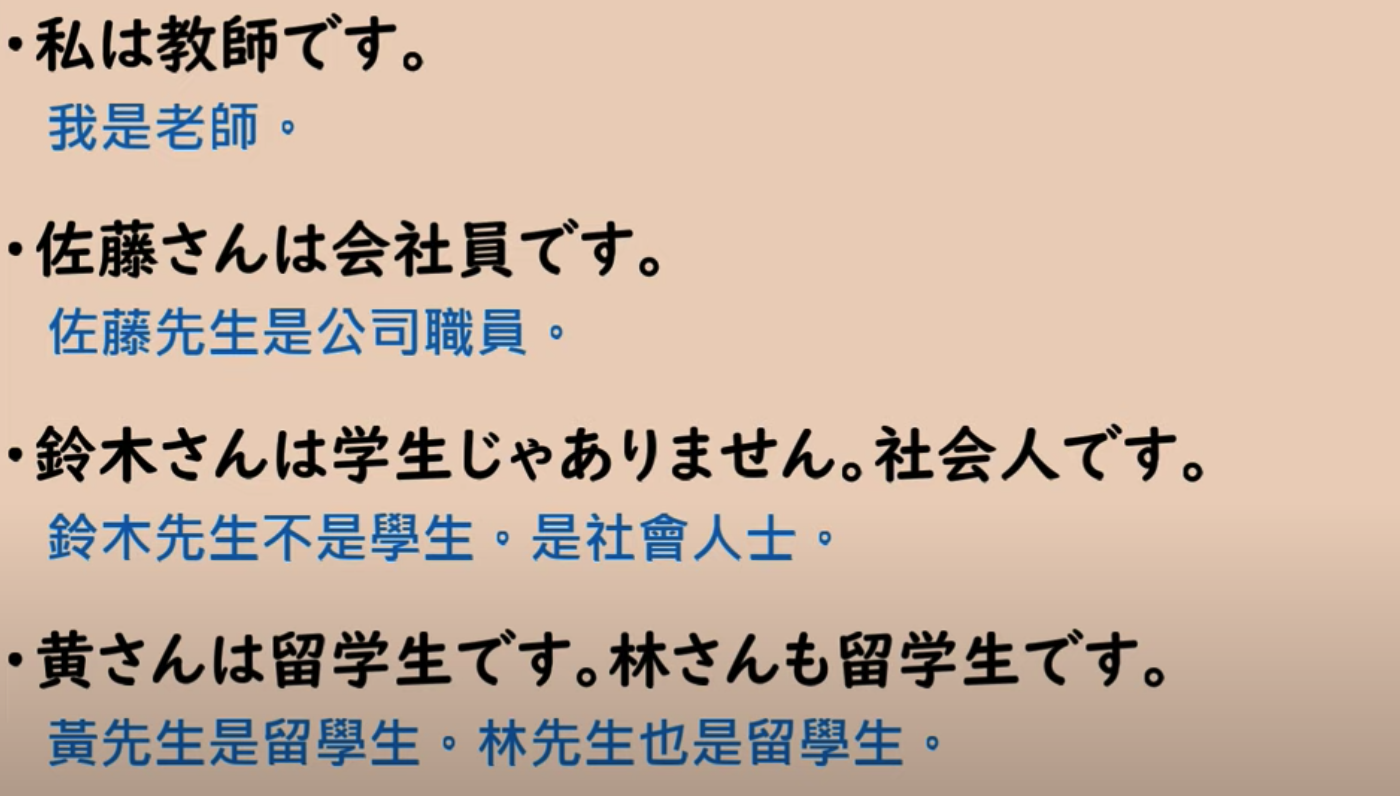 ・私は教師です。
我是老師。
・佐藤さんは会社員です。
佐藤先生是公司職員。
・鈴木さんは学生じゃありません。社会人です。
鈴木先生不是學生。是社會人士。
・黄さんは留学生です。林さんも留学生です。
黃先生是留學生。林先生也是留學生。